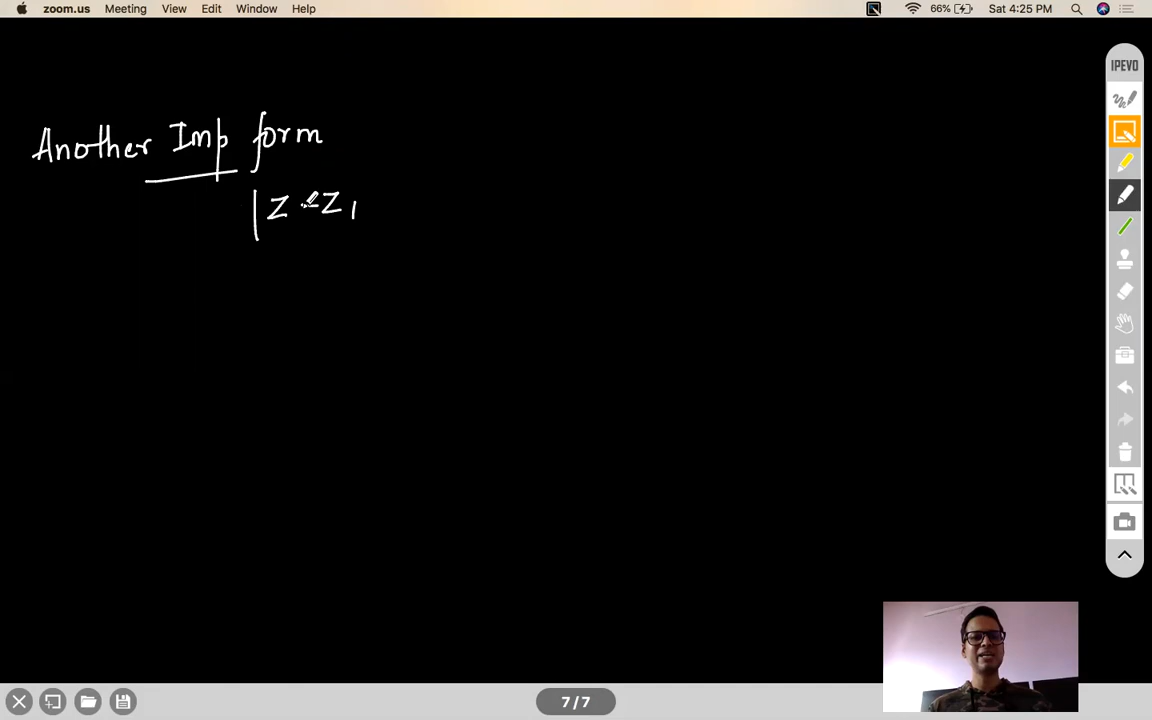 zoom.us Meeting View Edit Window Help 66% Sat 4:25 PM
IPEVO
Another Imp form
|Z - Z1
7/7